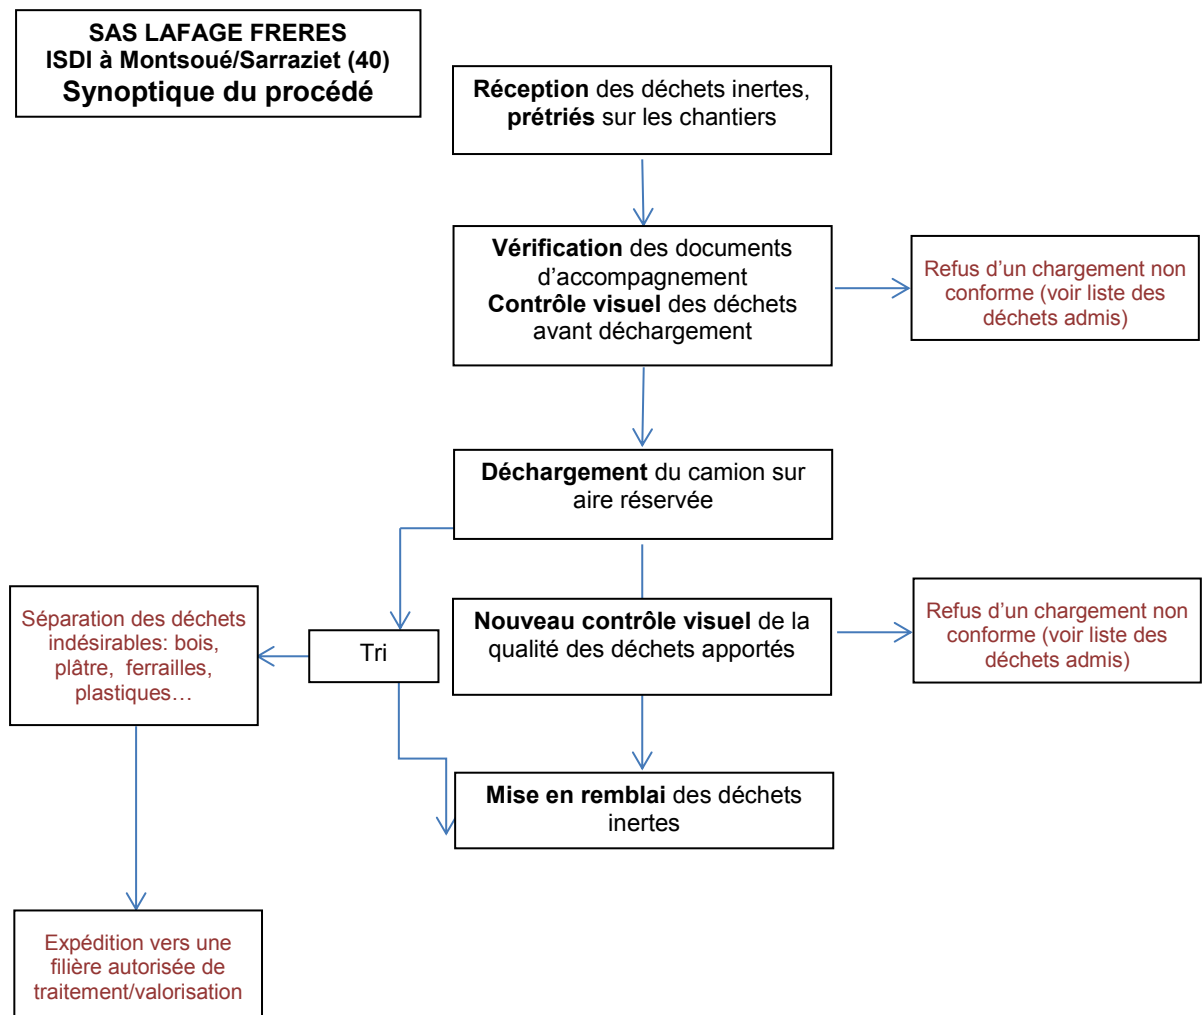 SAS LAFAGE FRERES
ISDI à Montsoué/Sarraziet (40)
Synoptique du procédé
Réception des déchets inertes,
prétriés sur les chantiers
Vérification des documents
d’accompagnement
Contrôle visuel des déchets
avant déchargement
Refus d’un chargement non
conforme (voir liste des
déchets admis)
Déchargement du camion sur
aire réservée
Séparation des déchets
indésirables: bois,
plâtre, ferrailles,
plastiques…
Tri
Nouveau contrôle visuel de la
qualité des déchets apportés
Refus d’un chargement non
conforme (voir liste des
déchets admis)
Mise en remblai des déchets
inertes
Expédition vers une
filière autorisée de
traitement/valorisation